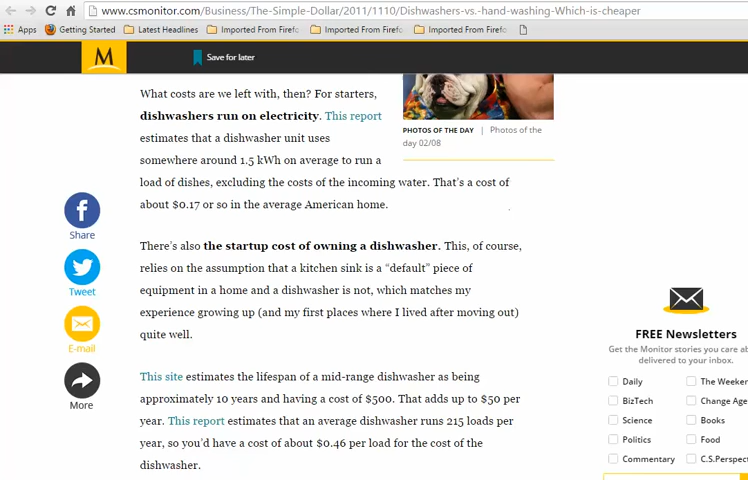 www.csmonitor.com/Business/The-Simple-Dollar/2011/1110/Dishwashers-vs.-hand-washing-Which-is-cheaper
Apps Getting Started Latest Headlines Imported From Firefo Imported From Firefo Imported From Firefo
M Save for later
What costs are we left with, then? For starters,
dishwashers run on electricity. This report
estimates that a dishwasher unit uses
somewhere around 1.5 kWh on average to run a
load of dishes, excluding the costs of the incoming water. That's a cost of
about $0.17 or so in the average American home.
PHOTOS OF THE DAY | Photos of the
day 02/08
Share
Tweet
E-mail
More
There's also the startup cost of owning a dishwasher. This, of course,
relies on the assumption that a kitchen sink is a “default” piece of
equipment in a home and a dishwasher is not, which matches my
experience growing up (and my first places where I lived after moving out)
quite well.
This site estimates the lifespan of a mid-range dishwasher as being
approximately 10 years and having a cost of $500. That adds up to $50 per
year. This report estimates that an average dishwasher runs 215 loads per
year, so you'd have a cost of about $0.46 per load for the cost of the
dishwasher.
FREE Newsletters
Get the Monitor stories you care ab
delivered to your inbox.
Daily The Weeker
BizTech Change Age
Science Books
Politics Food
Commentary C.S.Perspect